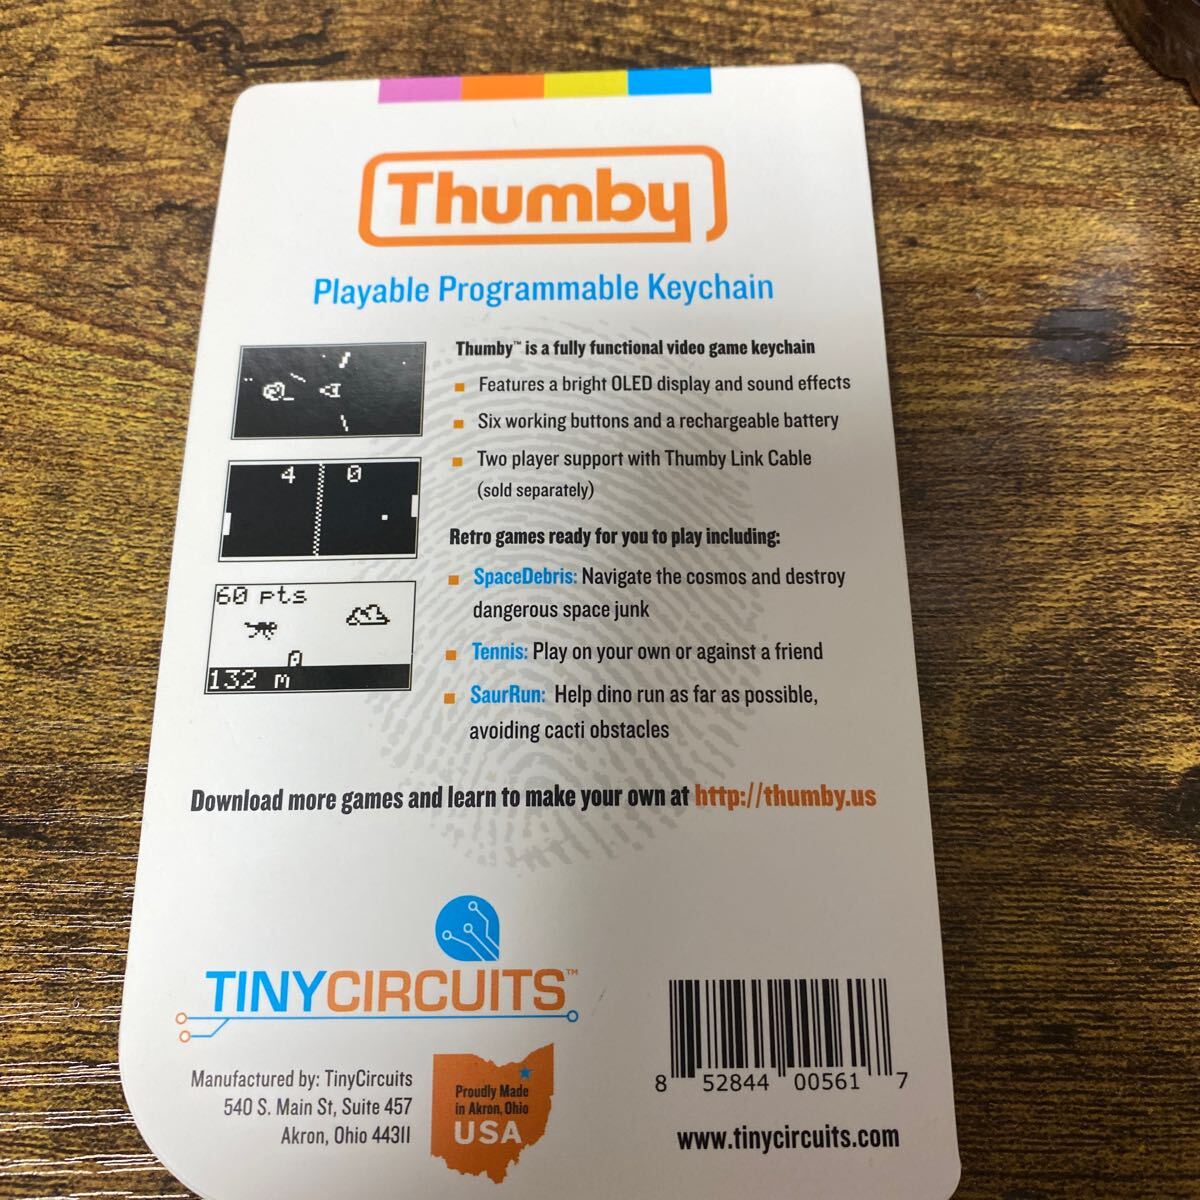 Thumby
Playable Programmable Keychain
Thumby™ is a fully functional video game keychain
Features a bright OLED display and sound effects
Six working buttons and a rechargeable battery
Two player support with Thumby Link Cable
(sold separately)
4 0
Retro games ready for you to play including:
SpaceDebris: Navigate the cosmos and destroy
dangerous space junk
Tennis: Play on your own or against a friend
SaurRun: Help dino run as far as possible,
avoiding cacti obstacles
60 pts
132 m
Download more games and learn to make your own at http://thumby.us
TINYCIRCUITS™
Manufactured by: TinyCircuits
540 S. Main St, Suite 457
Akron, Ohio 44311
Proudly Made
in Akron, Ohio
USA
8 52844 00561 7
www.tinycircuits.com